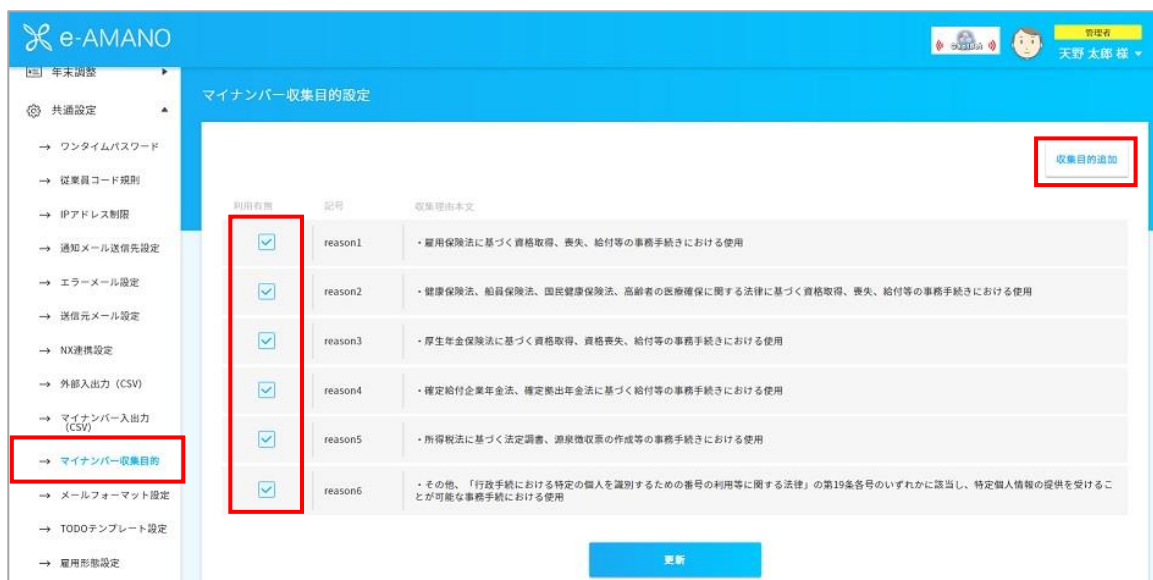 e-AMANO
管理者
天野 太郎 様
年末調整
共通設定
ワンタイムパスワード
従業員コード規則
IPアドレス制限
通知メール送信先設定
エラーメール設定
送信元メール設定
NX連携設定
外部入出力 (CSV)
マイナンバー入出力
(CSV)
マイナンバー収集目的
メールフォーマット設定
TODOテンプレート設定
雇用形態設定
マイナンバー収集目的設定
収集目的追加
利用有無 記号 収集理由本文
reason1 ・雇用保険法に基づく資格取得、喪失、給付等の事務手続きにおける使用
reason2 ・健康保険法、船員保険法、国民健康保険法、高齢者の医療確保に関する法律に基づく資格取得、喪失、給付等の事務手続きにおける使用
reason3 ・厚生年金保険法に基づく資格取得、資格喪失、給付等の事務手続きにおける使用
reason4 ・確定給付企業年金法、確定拠出年金法に基づく給付等の事務手続きにおける使用
reason5 ・所得税法に基づく法定調書、源泉徴収票の作成等の事務手続きにおける使用
reason6 ・その他、「行政手続における特定の個人を識別するための番号の利用等に関する法律」の第19条各号のいずれかに該当し、特定個人情報の提供を受けるこ
とが可能な事務手続における使用
更新